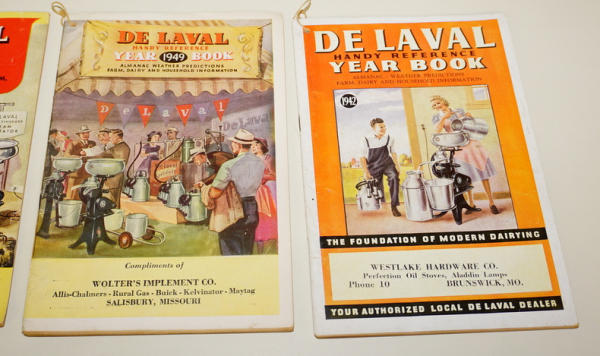 DE LAVAL
HANDY REFERENCE
YEAR 1949 BOOK
ALMANAC WEATHER PREDICTIONS
FARM, DAIRY AND HOUSEHOLD INFORMATION
De Laval
De Laval
Compliments of
WOLTER'S IMPLEMENT CO.
Allis-Chalmers - Rural Gas - Buick - Kelvinator - Maytag
SALISBURY, MISSOURI
DE LAVAL
HANDY REFERENCE
YEAR BOOK
ALMANAC - WEATHER PREDICTIONS
FARM, DAIRY AND HOUSEHOLD INFORMATION
1942
THE FOUNDATION OF MODERN DAIRYING
WESTLAKE HARDWARE CO.
Perfection Oil Stoves, Aladdin Lamps
Phone 10 BRUNSWICK, MO.
YOUR AUTHORIZED LOCAL DE LAVAL DEALER